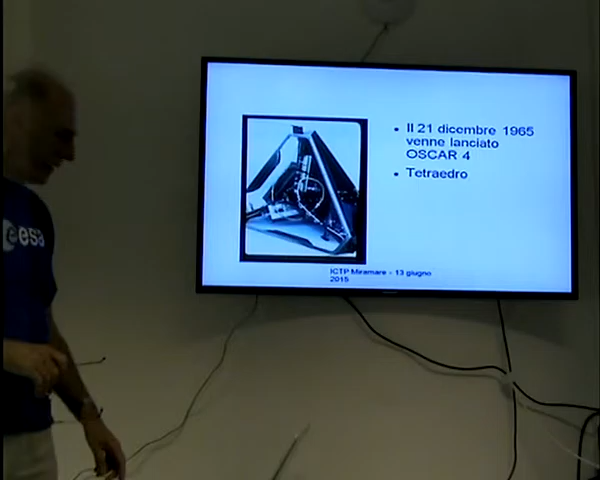 Il 21 dicembre 1965
venne lanciato
OSCAR 4
Tetraedro
ICTP Miramare - 13 giugno
2015
esa